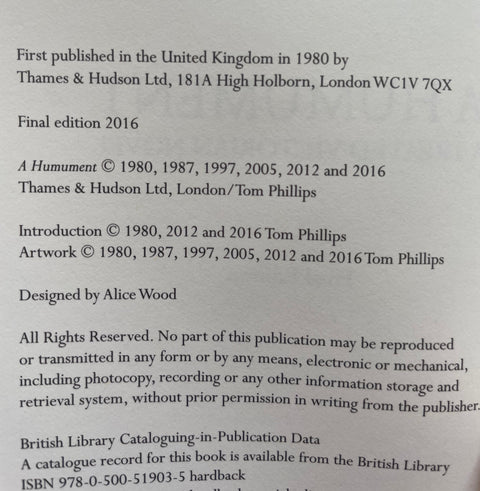 First published in the United Kingdom in 1980 by
Thames & Hudson Ltd, 181A High Holborn, London WC1V 7QX
Final edition 2016
A Humument © 1980, 1987, 1997, 2005, 2012 and 2016
Thames & Hudson Ltd, London/Tom Phillips
Introduction © 1980, 2012 and 2016 Tom Phillips
Artwork © 1980, 1987, 1997, 2005, 2012 and 2016 Tom Phillips
Designed by Alice Wood
All Rights Reserved. No part of this publication may be reproduced
or transmitted in any form or by any means, electronic or mechanical,
including photocopy, recording or any other information storage and
retrieval system, without prior permission in writing from the publisher.
British Library Cataloguing-in-Publication Data
A catalogue record for this book is available from the British Library
ISBN 978-0-500-51903-5 hardback